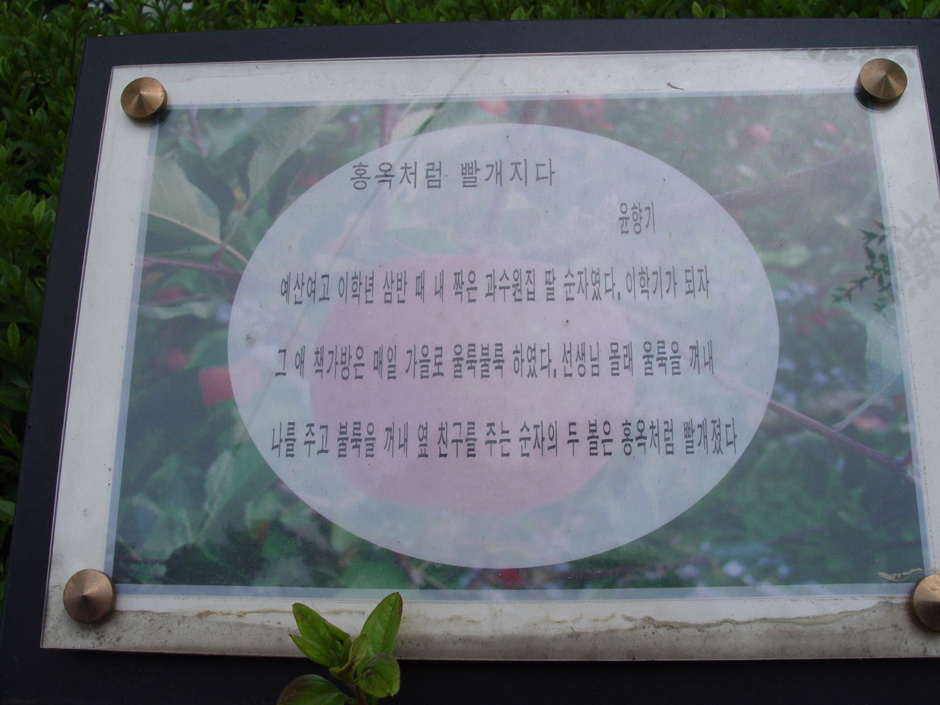 홍옥처럼 빨개지다
윤향기
예산여고 이학년 삼반 때 내 짝은 과수원집 딸 순자였다. 이학기가 되자
그 애 책가방은 매일 가을로 울룩불룩 하였다. 선생님 몰래 울룩을 꺼내
나를 주고 불룩을 꺼내 옆 친구를 주는 순자의 두 볼은 홍옥처럼 빨개졌다